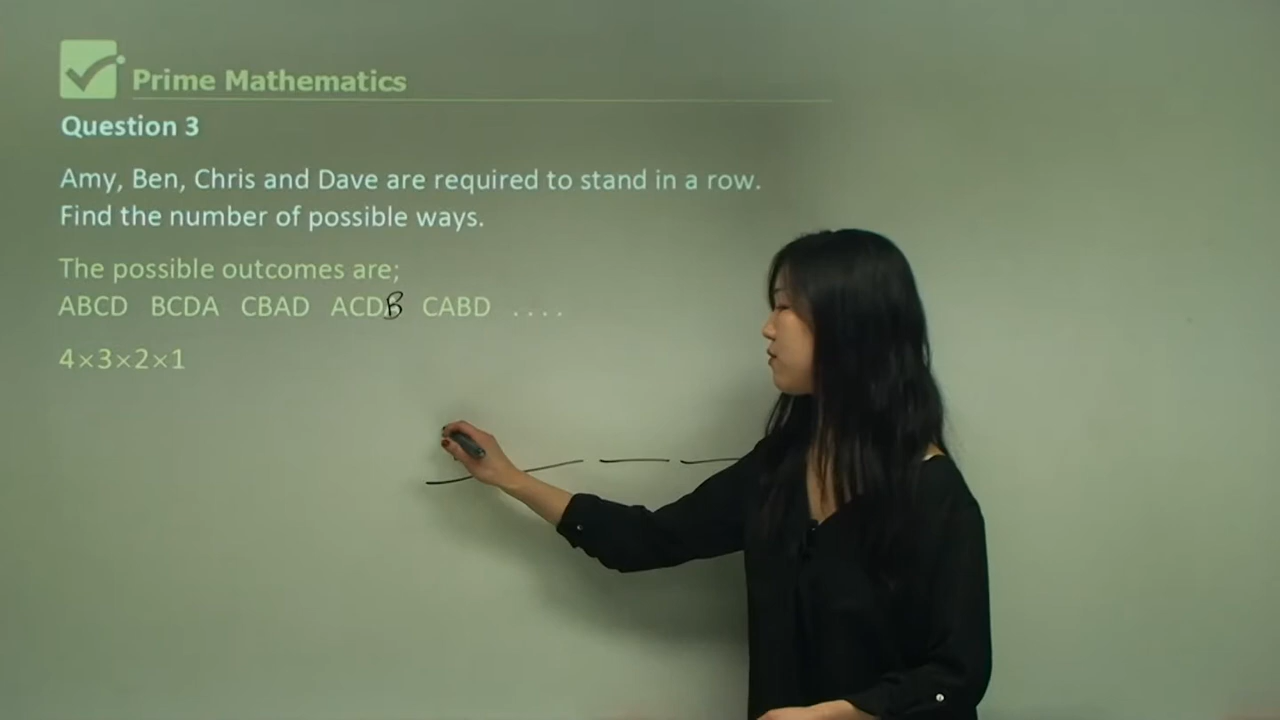 Prime Mathematics
Question 3
Amy, Ben, Chris and Dave are required to stand in a row.
Find the number of possible ways.
The possible outcomes are;
ABCD BCDA CBAD ACDB CABD ....
4×3×2×1